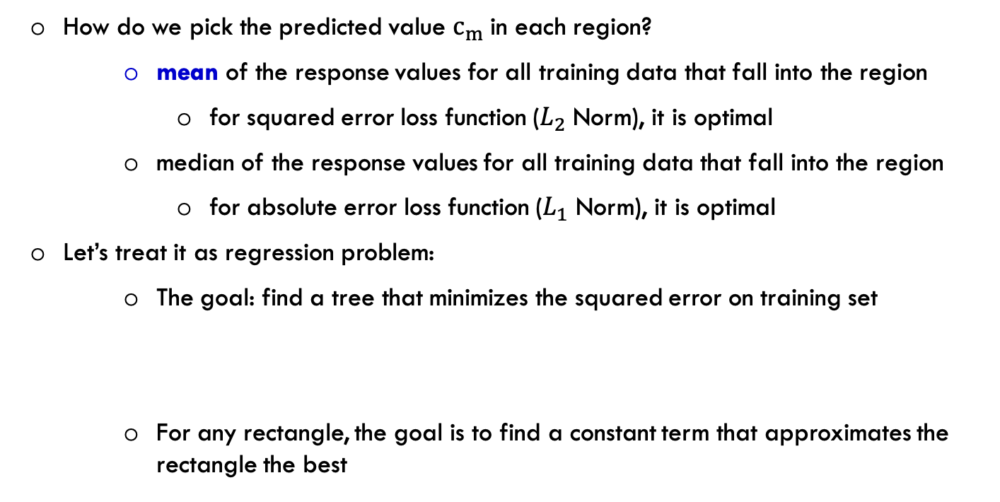 ○ How do we pick the predicted value cₘ in each region?
○ mean of the response values for all training data that fall into the region
○ for squared error loss function (L₂ Norm), it is optimal
○ median of the response values for all training data that fall into the region
○ for absolute error loss function (L₁ Norm), it is optimal
○ Let’s treat it as regression problem:
○ The goal: find a tree that minimizes the squared error on training set
○ For any rectangle, the goal is to find a constant term that approximates the
rectangle the best